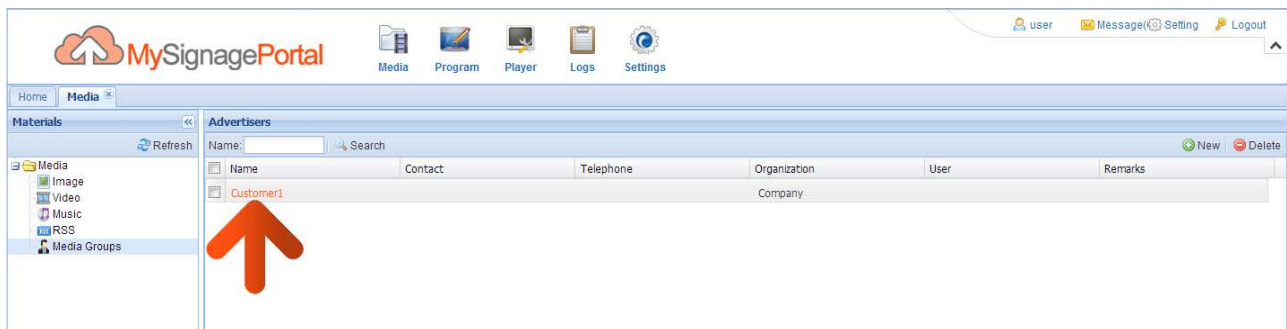 MySignagePortal
Media Program Player Logs Settings
user Message( Setting Logout
Home Media
Materials
Refresh
Media
Image
Video
Music
RSS
Media Groups
Advertisers
Name: Search New Delete
Name Contact Telephone Organization User Remarks
Customer1 Company